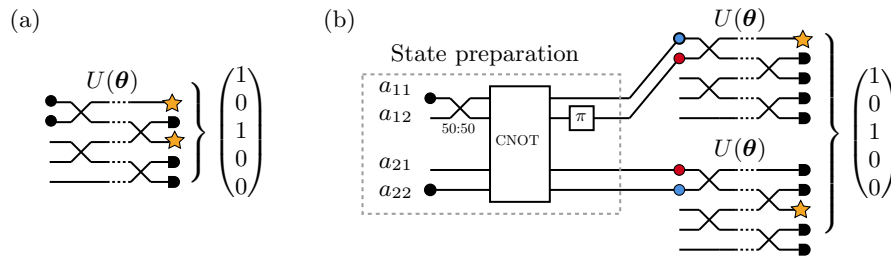 (a)
U(θ)
1
0
1
0
0
(b)
State preparation
a₁₁
a₁₂
50:50
CNOT
π
a₂₁
a₂₂
U(θ)
U(θ)
1
0
1
0
0